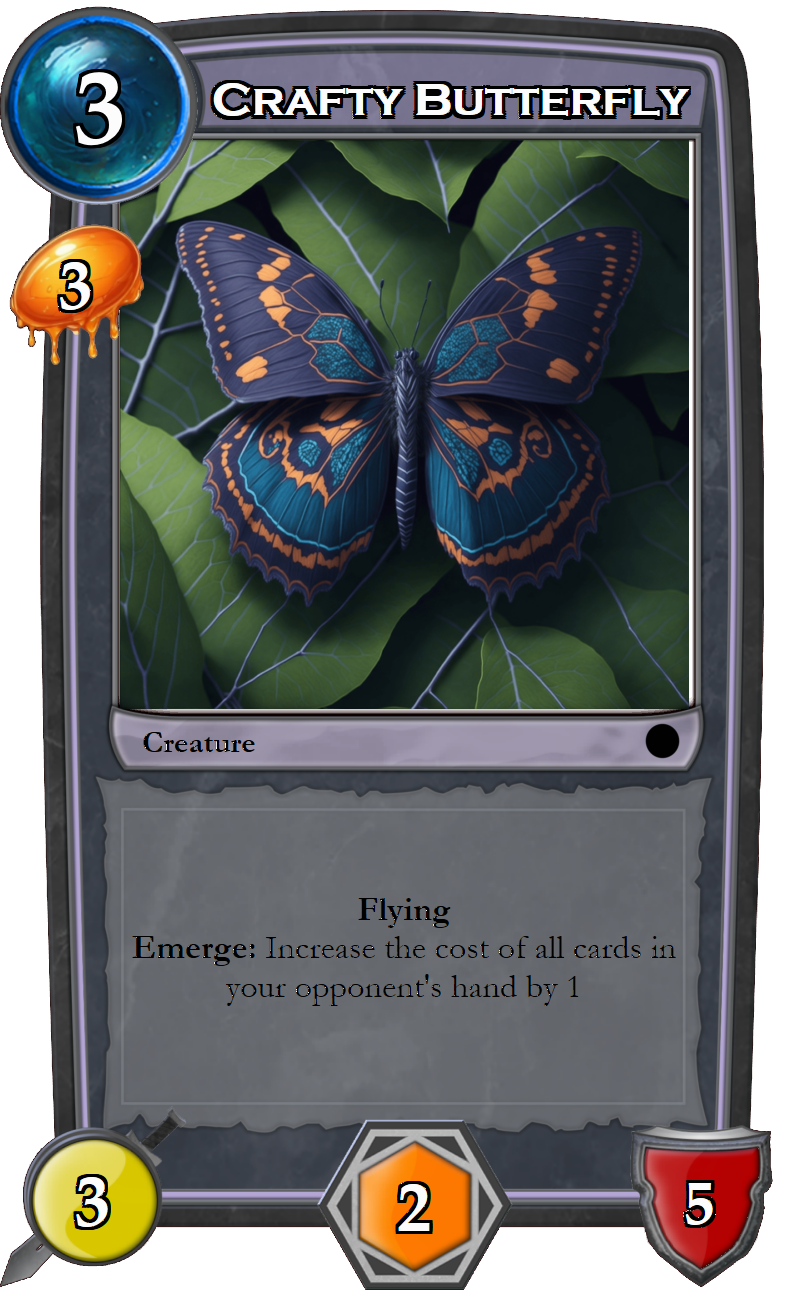 3
Crafty Butterfly
3
Creature
Flying
Emerge: Increase the cost of all cards in
your opponent's hand by 1
3
2
5